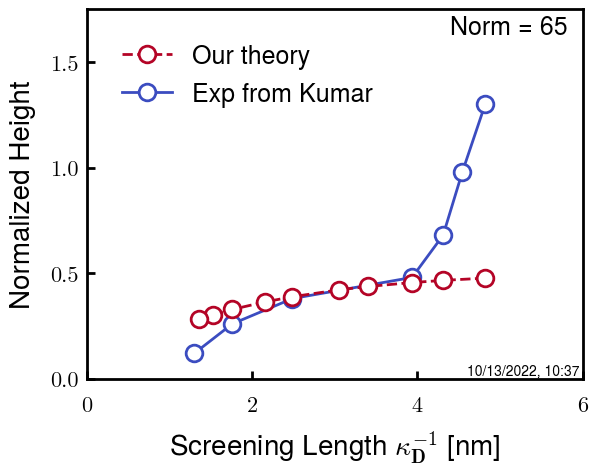 Norm = 65
Our theory
Exp from Kumar
Normalized Height
1.5
1.0
0.5
0.0
10/13/2022, 10:37
0 2 4 6
Screening Length κ_D^{-1} [nm]